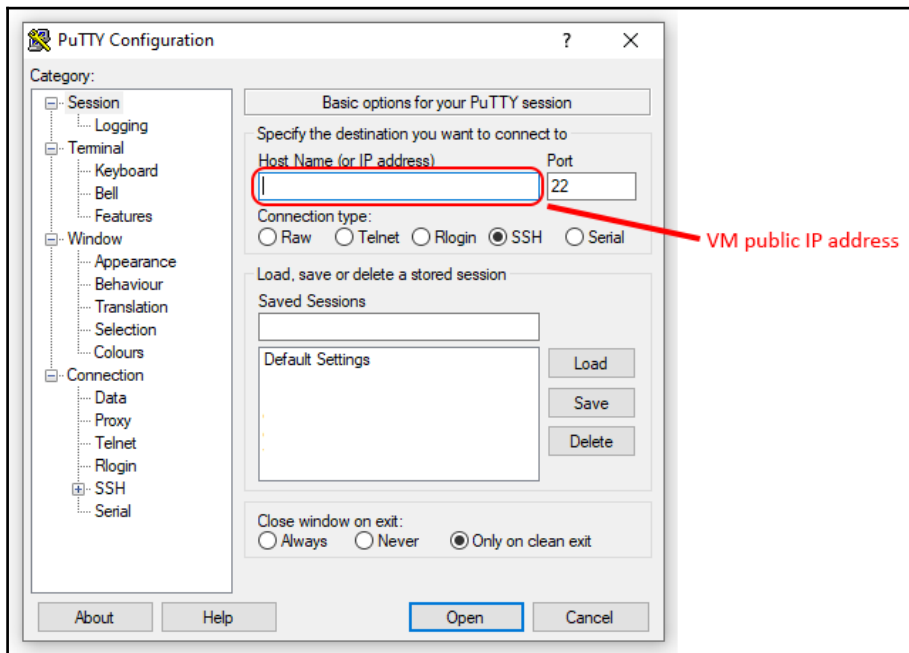 PuTTY Configuration
? X
Category:
Session
Logging
Terminal
Keyboard
Bell
Features
Window
Appearance
Behaviour
Translation
Selection
Colours
Connection
Data
Proxy
Telnet
Rlogin
SSH
Serial
Basic options for your PuTTY session
Specify the destination you want to connect to
Host Name (or IP address) Port
22
Connection type:
Raw Telnet Rlogin SSH Serial
VM public IP address
Load, save or delete a stored session
Saved Sessions
Default Settings
Load
Save
Delete
Close window on exit:
Always Never Only on clean exit
About Help Open Cancel